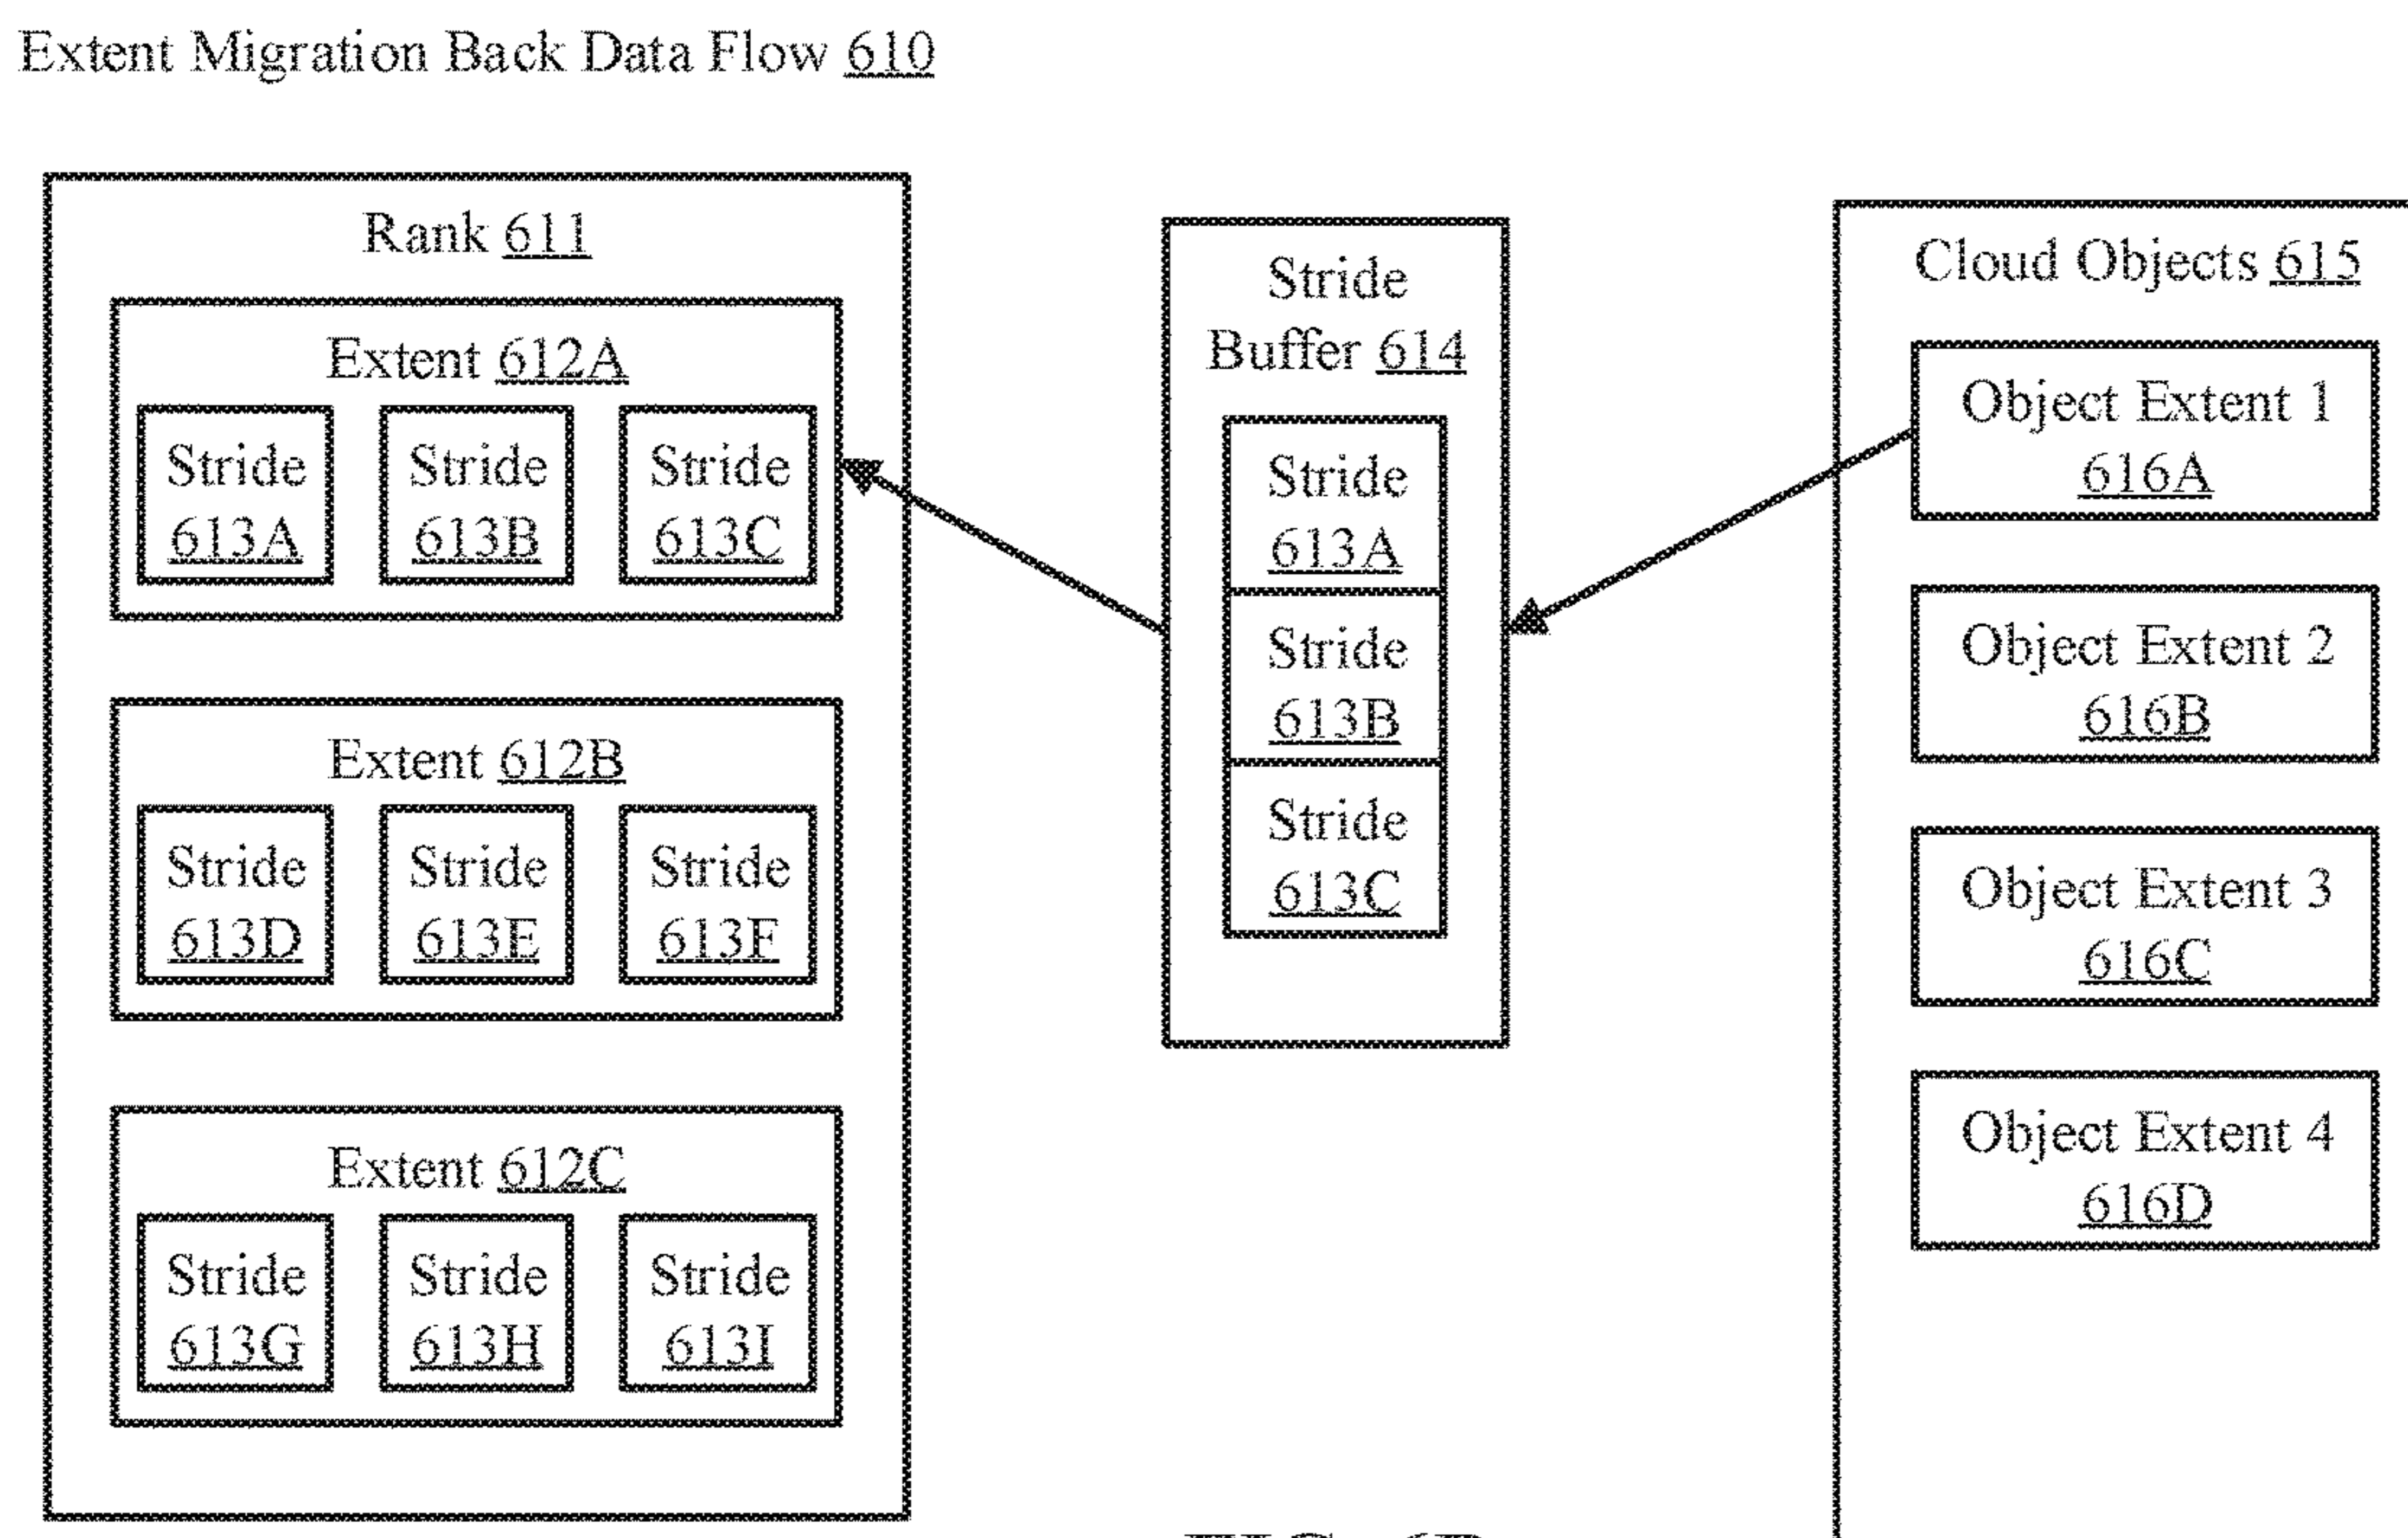 Extent Migration Back Data Flow 610
Rank 611
Extent 612A
Stride
613A
Stride
613B
Stride
613C
Extent 612B
Stride
613D
Stride
613E
Stride
613F
Extent 612C
Stride
613G
Stride
613H
Stride
613I
Stride
Buffer 614
Stride
613A
Stride
613B
Stride
613C
Cloud Objects 615
Object Extent 1
616A
Object Extent 2
616B
Object Extent 3
616C
Object Extent 4
616D